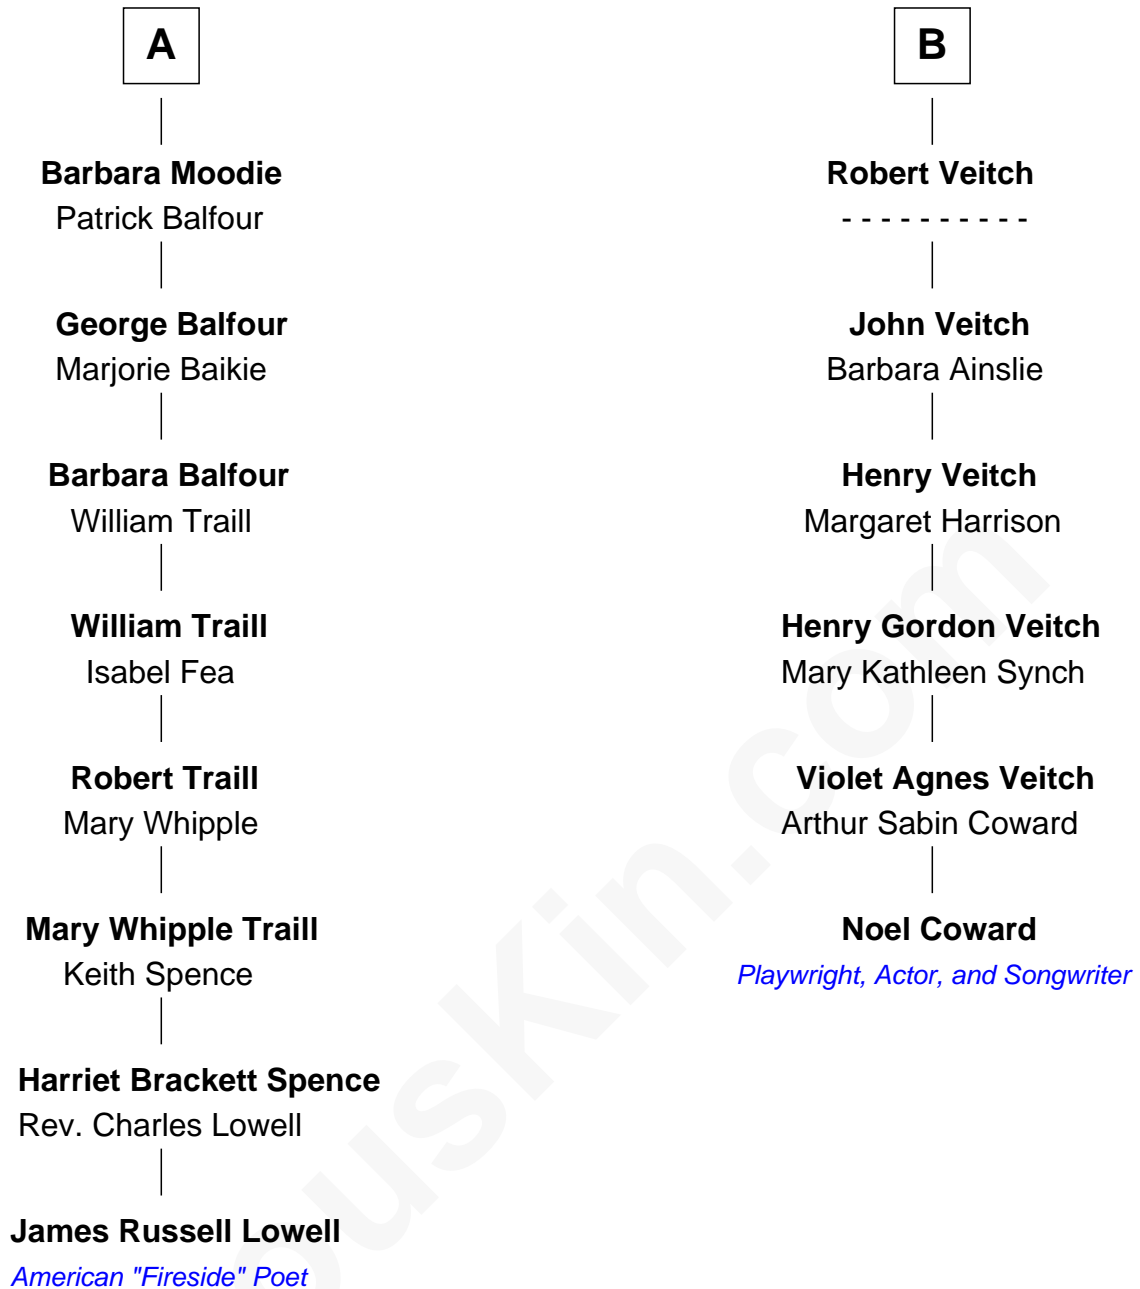 A
Barbara Moodie
Patrick Balfour
George Balfour
Marjorie Baikie
Barbara Balfour
William Traill
William Traill
Isabel Fea
Robert Traill
Mary Whipple
Mary Whipple Traill
Keith Spence
Harriet Brackett Spence
Rev. Charles Lowell
James Russell Lowell
American "Fireside" Poet
B
Robert Veitch
- - - - - - - - - -
John Veitch
Barbara Ainslie
Henry Veitch
Margaret Harrison
Henry Gordon Veitch
Mary Kathleen Synch
Violet Agnes Veitch
Arthur Sabin Coward
Noel Coward
Playwright, Actor, and Songwriter
ousKin.com